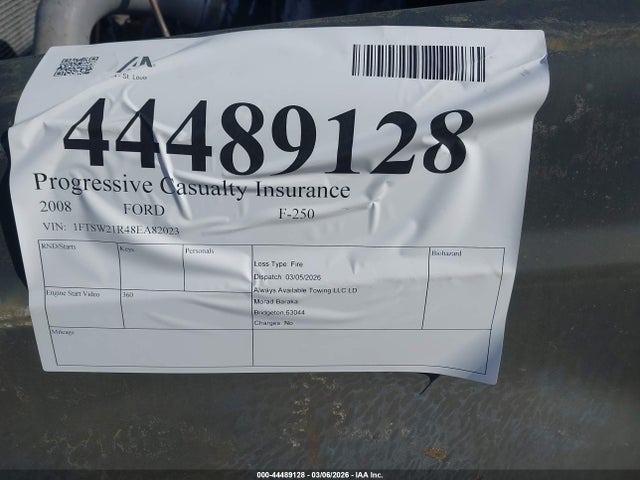 IAA
- St. Louis
44489128
Progressive Casualty Insurance
2008 FORD F-250
VIN: 1FTSW21R48EA82023
RND/Starts Keys Personals
Loss Type: Fire
Dispatch: 03/05/2026
Always Available Towing LLC LD
Morad Baraka
Bridgeton,63044
Charges: No
Biohazard
Engine Start Video 360
Mileage
000-44489128 - 03/06/2026 - IAA Inc.